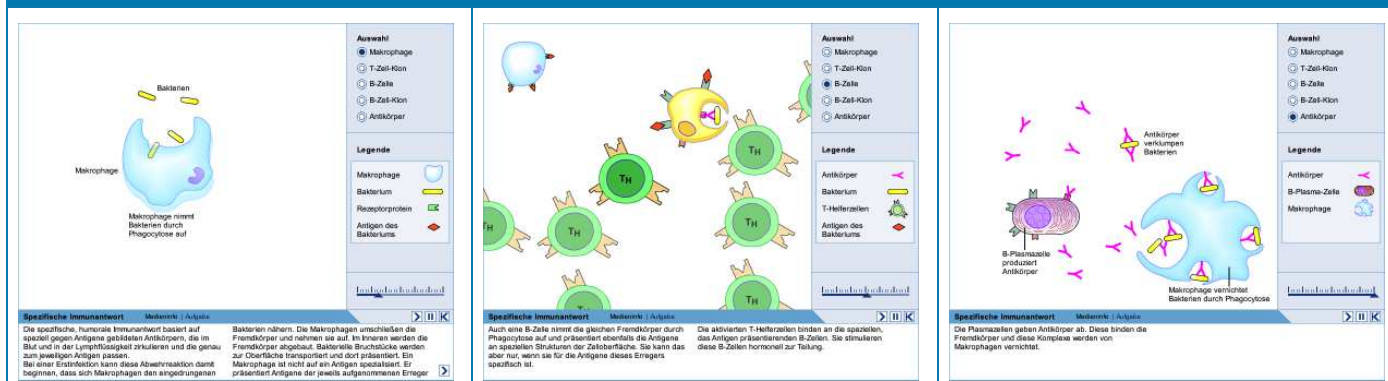 Bakterien
Makrophage
Makrophage nimmt
Bakterien durch
Phagocytose auf
Auswahl
Makrophage
T-Zell-Klon
B-Zelle
B-Zell-Klon
Antikörper
Legende
Makrophage
Bakterium
Rezeptorprotein
Antigen des
Bakteriums
Spezifische Immunantwort Medieninfo | Aufgabe
Die spezifische, humorale Immunantwort basiert auf
speziell gegen Antigene gebildeten Antikörpern, die im
Blut und in der Lymphflüssigkeit zirkulieren und die genau
zum jeweiligen Antigen passen.
Bei einer Erstinfektion kann diese Abwehrreaktion damit
beginnen, dass sich Makrophagen den eingedrungenen
Bakterien nähern. Die Makrophagen umschließen die
Fremdkörper und nehmen sie auf. Im Inneren werden die
Fremdkörper abgebaut. Bakterielle Bruchstücke werden
zur Oberfläche transportiert und dort präsentiert. Ein
Makrophage ist nicht auf ein Antigen spezialisiert. Er
präsentiert Antigene der jeweils aufgenommenen Erreger
TH
TH
TH
TH
TH
TH
TH
TH
Auswahl
Makrophage
T-Zell-Klon
B-Zelle
B-Zell-Klon
Antikörper
Legende
Antikörper
Bakterium
T-Helferzellen
Antigen des
Bakteriums
Spezifische Immunantwort Medieninfo | Aufgabe
Auch eine B-Zelle nimmt die gleichen Fremdkörper durch
Phagocytose auf und präsentiert ebenfalls die Antigene
an speziellen Strukturen der Zelloberfläche. Sie kann das
aber nur, wenn sie für die Antigene dieses Erregers
spezifisch ist.
Die aktivierten T-Helferzellen binden an die speziellen,
das Antigen präsentierenden B-Zellen. Sie stimulieren
diese B-Zellen hormonell zur Teilung.
Antikörper
verklumpen
Bakterien
B-Plasmazelle
produziert
Antikörper
Makrophage vernichtet
Bakterien durch Phagocytose
Auswahl
Makrophage
T-Zell-Klon
B-Zelle
B-Zell-Klon
Antikörper
Legende
Antikörper
B-Plasma-Zelle
Makrophage
Spezifische Immunantwort Medieninfo | Aufgabe
Die Plasmazellen geben Antikörper ab. Diese binden die
Fremdkörper und diese Komplexe werden von
Makrophagen vernichtet.